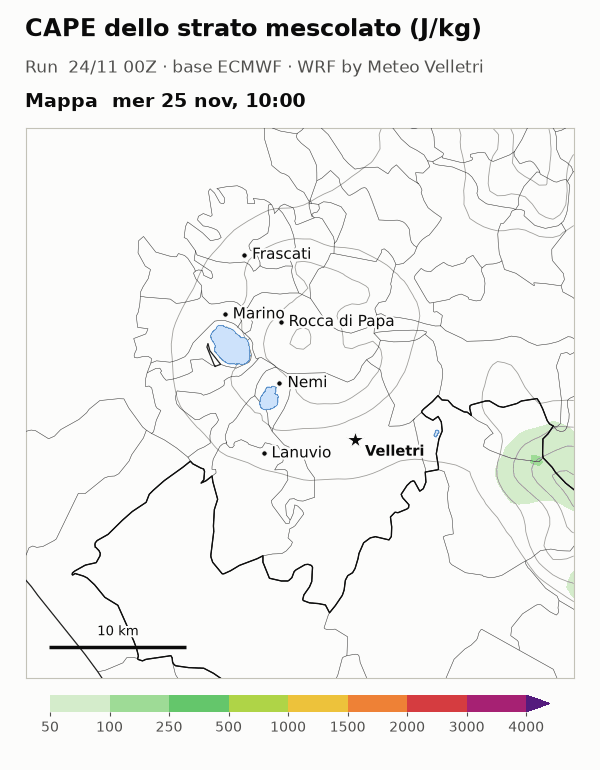 CAPE dello strato mescolato (J/kg)
Run  24/11 00Z · base ECMWF · WRF by Meteo Velletri
Mappa  mer 25 nov, 10:00
Frascati
Marino
Rocca di Papa
Nemi
Velletri
Lanuvio
10 km
50 100 250 500 1000 1500 2000 3000 4000